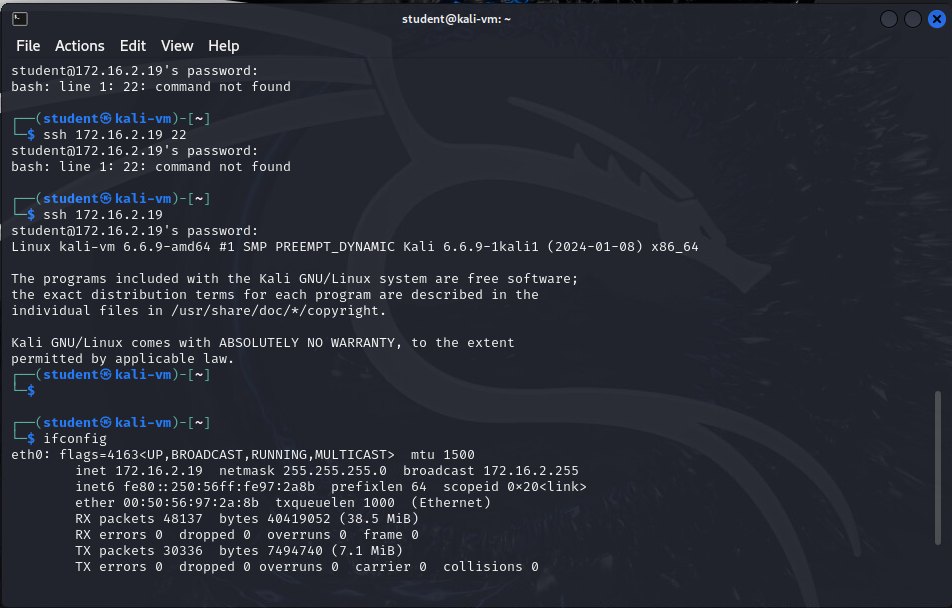 student@kali-vm: ~
File Actions Edit View Help
student@172.16.2.19's password:
bash: line 1: 22: command not found
┌──(student㉿kali-vm)-[~]
└─$ ssh 172.16.2.19 22
student@172.16.2.19's password:
bash: line 1: 22: command not found
┌──(student㉿kali-vm)-[~]
└─$ ssh 172.16.2.19
student@172.16.2.19's password:
Linux kali-vm 6.6.9-amd64 #1 SMP PREEMPT_DYNAMIC Kali 6.6.9-1kali1 (2024-01-08) x86_64
The programs included with the Kali GNU/Linux system are free software;
the exact distribution terms for each program are described in the
individual files in /usr/share/doc/*/copyright.
Kali GNU/Linux comes with ABSOLUTELY NO WARRANTY, to the extent
permitted by applicable law.
┌──(student㉿kali-vm)-[~]
└─$
┌──(student㉿kali-vm)-[~]
└─$ ifconfig
eth0: flags=4163<UP,BROADCAST,RUNNING,MULTICAST>  mtu 1500
inet 172.16.2.19  netmask 255.255.255.0  broadcast 172.16.2.255
inet6 fe80::250:56ff:fe97:2a8b  prefixlen 64  scopeid 0×20<link>
ether 00:50:56:97:2a:8b  txqueuelen 1000  (Ethernet)
RX packets 48137  bytes 40419052 (38.5 MiB)
RX errors 0  dropped 0  overruns 0  frame 0
TX packets 30336  bytes 7494740 (7.1 MiB)
TX errors 0  dropped 0 overruns 0  carrier 0  collisions 0